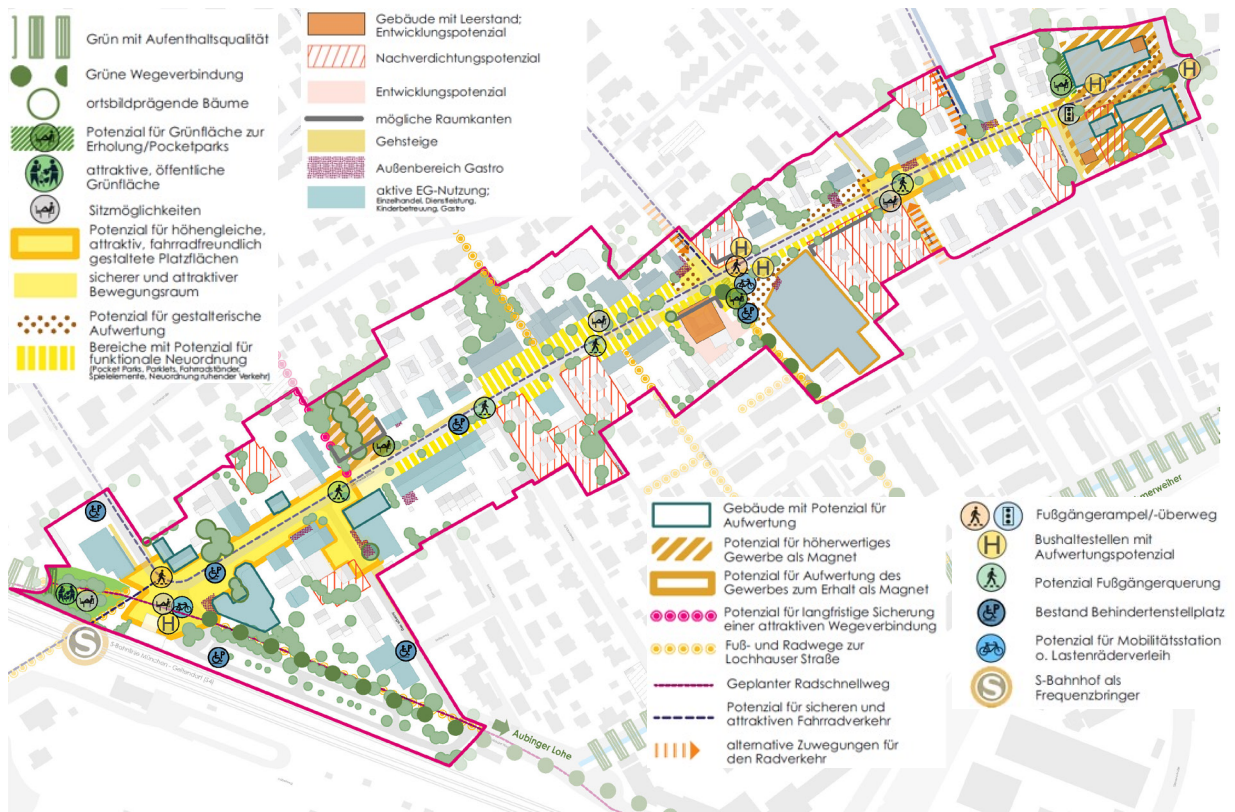 Grün mit Aufenthaltsqualität
Grüne Wegeverbindung
ortsbildprägende Bäume
Potenzial für Grünfläche zur
Erholung/Pocketparks
attraktive, öffentliche
Grünfläche
Sitzmöglichkeiten
Potenzial für höhengleiche,
attraktiv, fahrradfreundlich
gestaltete Platzflächen
sicherer und attraktiver
Bewegungsraum
Potenzial für gestalterische
Aufwertung
Bereiche mit Potenzial für
funktionale Neuordnung
(Pocket Parks, Parklets, Fahrradständer,
Spielelemente, Neuordnung ruhender Verkehr)
Gebäude mit Leerstand;
Entwicklungspotenzial
Nachverdichtungspotenzial
Entwicklungspotenzial
mögliche Raumkanten
Gehsteige
Außenbereich Gastro
aktive EG-Nutzung;
Einzelhandel, Dienstleistung,
Kinderbetreuung, Gastro
H
H
H
H
P
P
H
P
P
P
P
S
S-Bahnlinie München - Geltendorf (S4)
Aubinger Lohe
merweiher
Gebäude mit Potenzial für
Aufwertung
Potenzial für höherwertiges
Gewerbe als Magnet
Potenzial für Aufwertung des
Gewerbes zum Erhalt als Magnet
Potenzial für langfristige Sicherung
einer attraktiven Wegeverbindung
Fuß- und Radwege zur
Lochhauser Straße
Geplanter Radschnellweg
Potenzial für sicheren und
attraktiven Fahrradverkehr
alternative Zuwegungen für
den Radverkehr
Fußgängerampel/-überweg
H
Bushaltestellen mit
Aufwertungspotenzial
Potenzial Fußgängerquerung
P
Bestand Behindertenstellplatz
Potenzial für Mobilitätsstation
o. Lastenräderverleih
S
S-Bahnhof als
Frequenzbringer